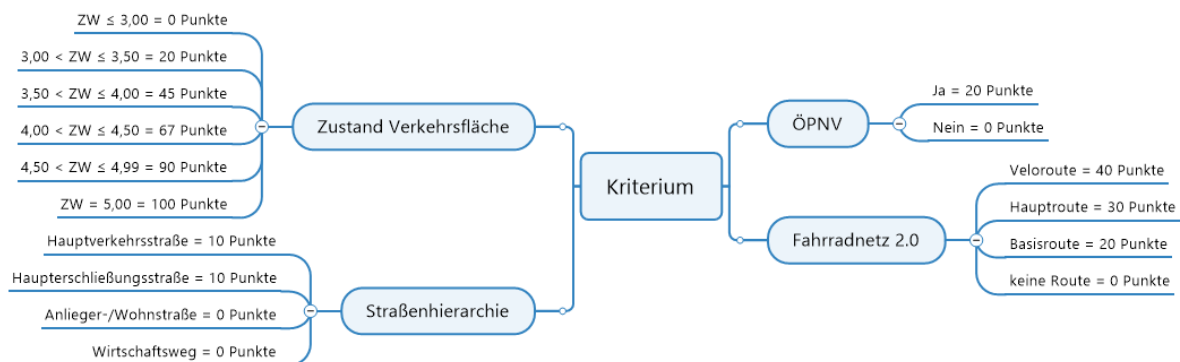 ZW ≤ 3,00 = 0 Punkte
3,00 < ZW ≤ 3,50 = 20 Punkte
3,50 < ZW ≤ 4,00 = 45 Punkte
4,00 < ZW ≤ 4,50 = 67 Punkte
4,50 < ZW ≤ 4,99 = 90 Punkte
ZW = 5,00 = 100 Punkte
Zustand Verkehrsfläche
Hauptverkehrsstraße = 10 Punkte
Haupterschließungsstraße = 10 Punkte
Anlieger-/Wohnstraße = 0 Punkte
Wirtschaftsweg = 0 Punkte
Straßenhierarchie
Kriterium
ÖPNV
Ja = 20 Punkte
Nein = 0 Punkte
Fahrradnetz 2.0
Veloroute = 40 Punkte
Hauptroute = 30 Punkte
Basisroute = 20 Punkte
keine Route = 0 Punkte